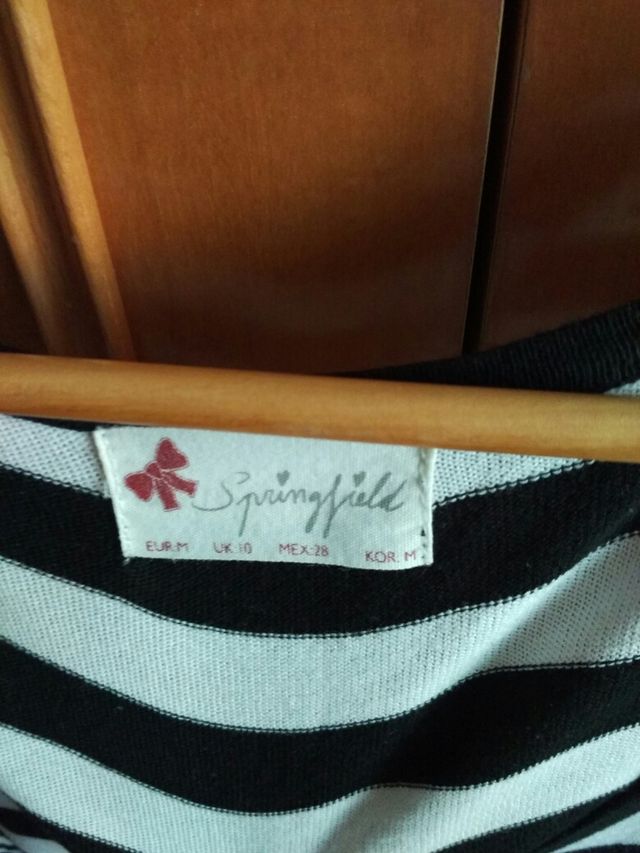 Springfield
EUR.M UK.10 MEX.28 KOR. M